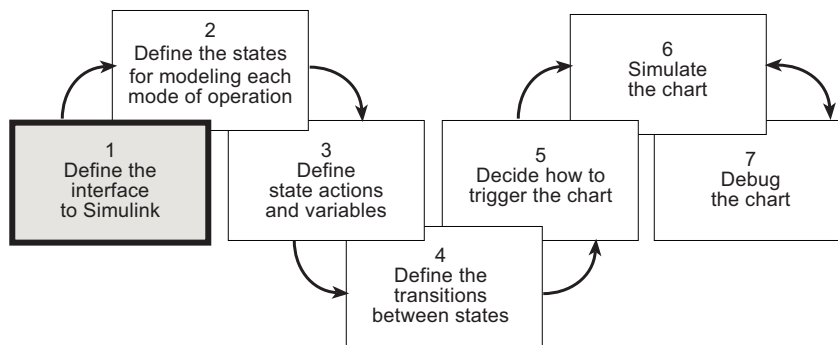 1
Define the
interface
to Simulink
2
Define the states
for modeling each
mode of operation
3
Define
state actions
and variables
4
Define the
transitions
between states
5
Decide how to
trigger the chart
6
Simulate
the chart
7
Debug
the chart